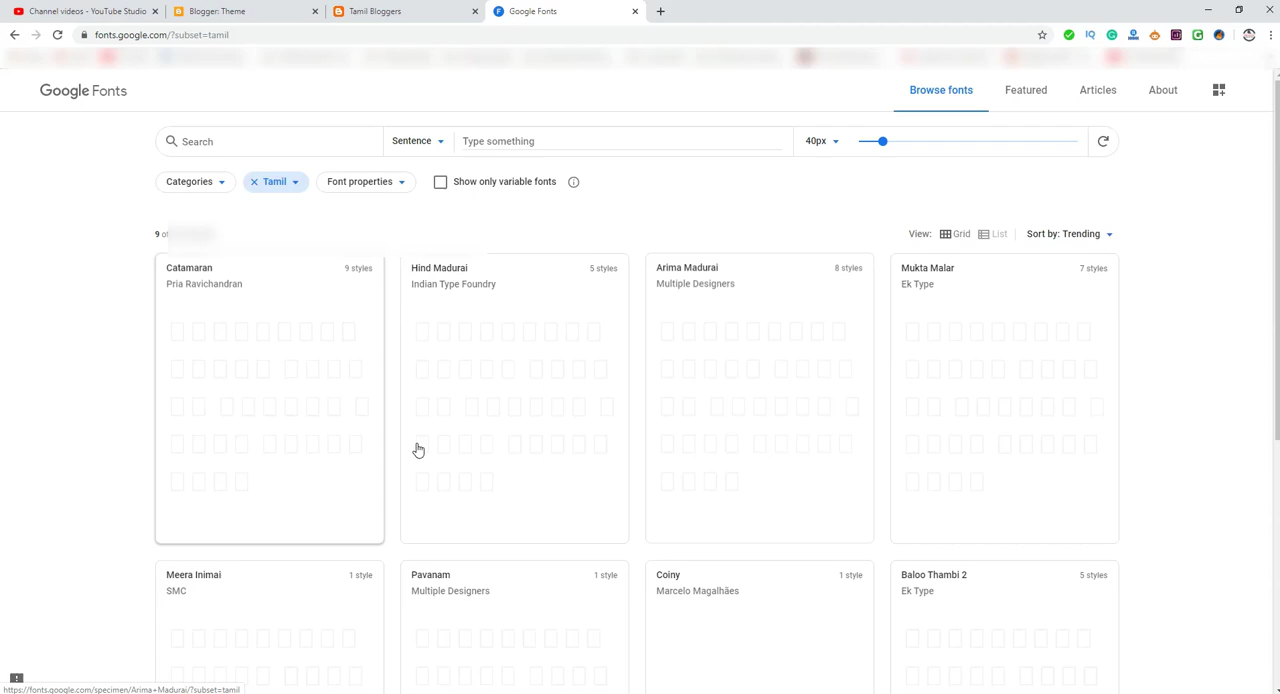 Channel videos - YouTube Studio
Blogger: Theme
Tamil Bloggers
Google Fonts
fonts.google.com/?subset=tamil
Google Fonts
Browse fonts
Featured
Articles
About
Search
Sentence
Type something
40px
Categories
Tamil
Font properties
Show only variable fonts
9 of
View:
Grid
List
Sort by: Trending
Catamaran
9 styles
Pria Ravichandran
Hind Madurai
5 styles
Indian Type Foundry
Arima Madurai
8 styles
Multiple Designers
Mukta Malar
7 styles
Ek Type
Meera Inimai
1 style
SMC
Pavanam
1 style
Multiple Designers
Coiny
1 style
Marcelo Magalhães
Baloo Thambi 2
5 styles
Ek Type
https://fonts.google.com/specimen/Arima+Madurai/?subset=tamil